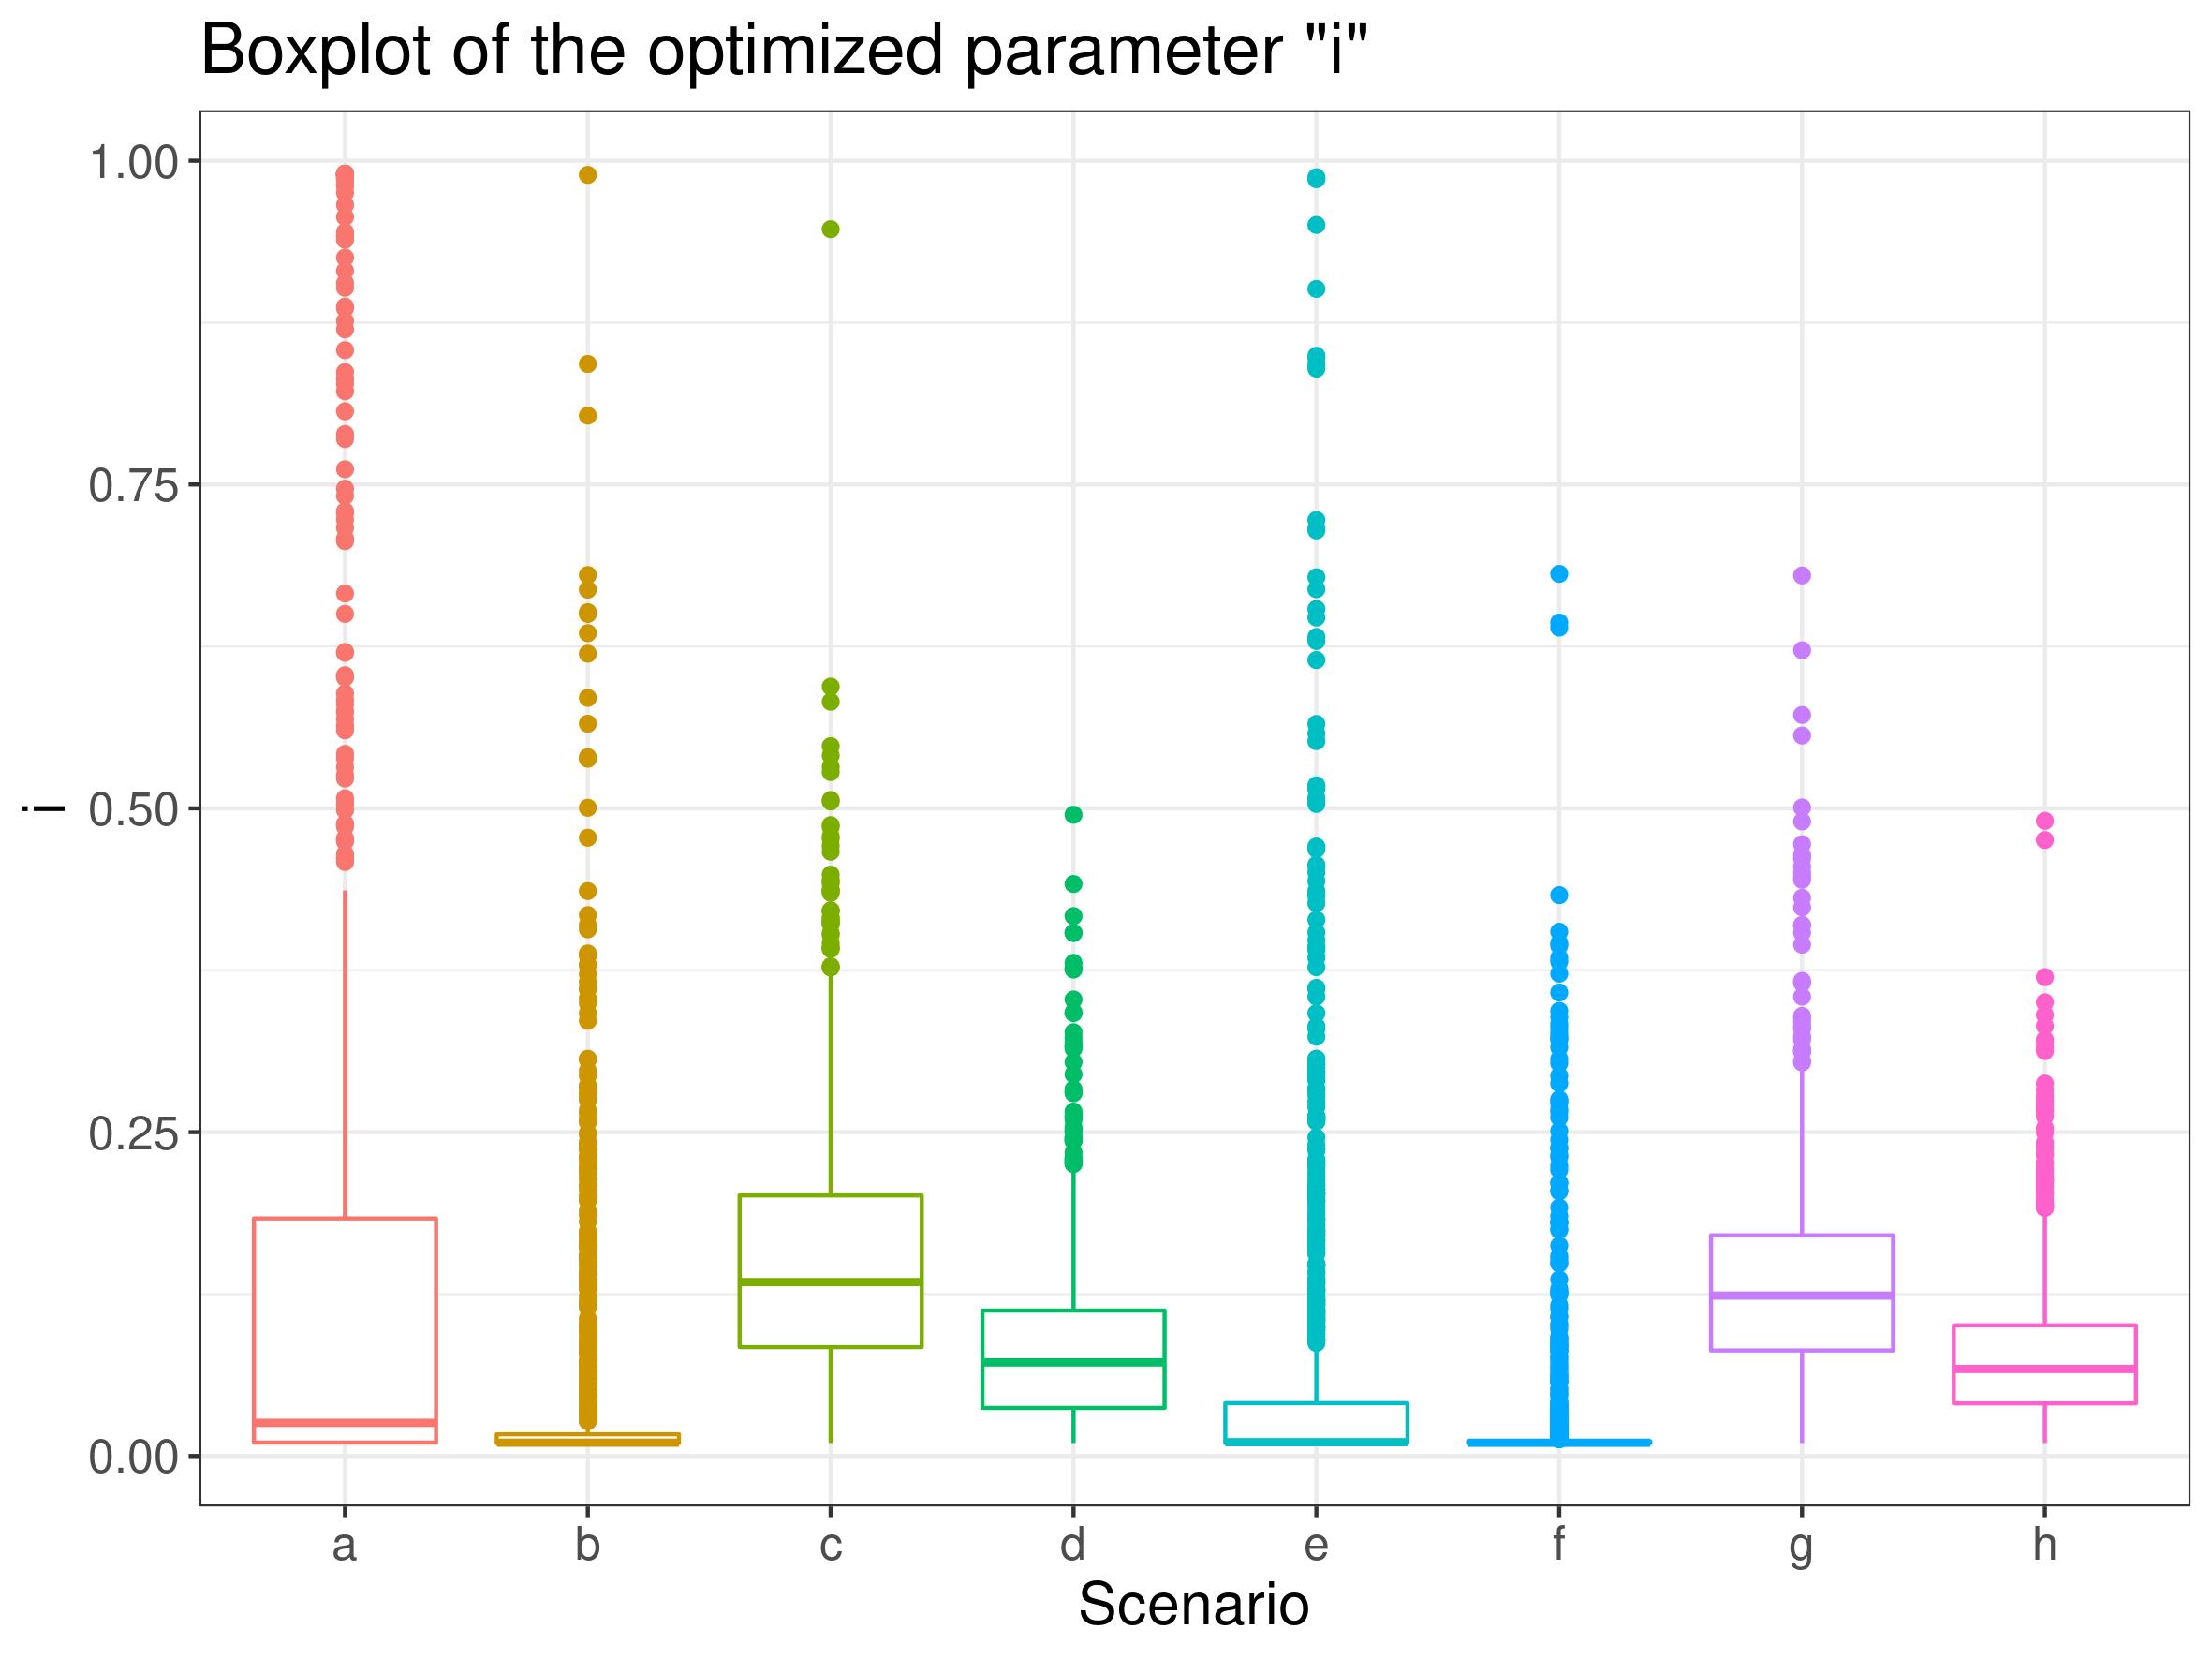 Boxplot of the optimized parameter "i"
1.00
0.75
0.50
0.25
0.00
i
a b c d e f g h
Scenario